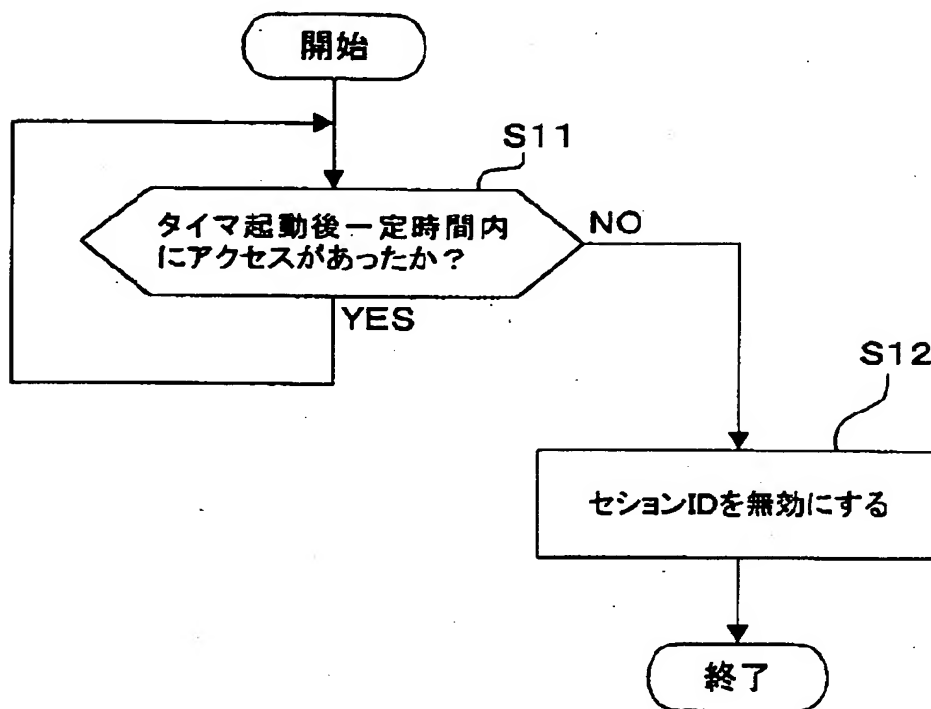 開始
S11
タイマ起動後一定時間内
にアクセスがあったか？
NO
YES
S12
セションIDを無効にする
終了